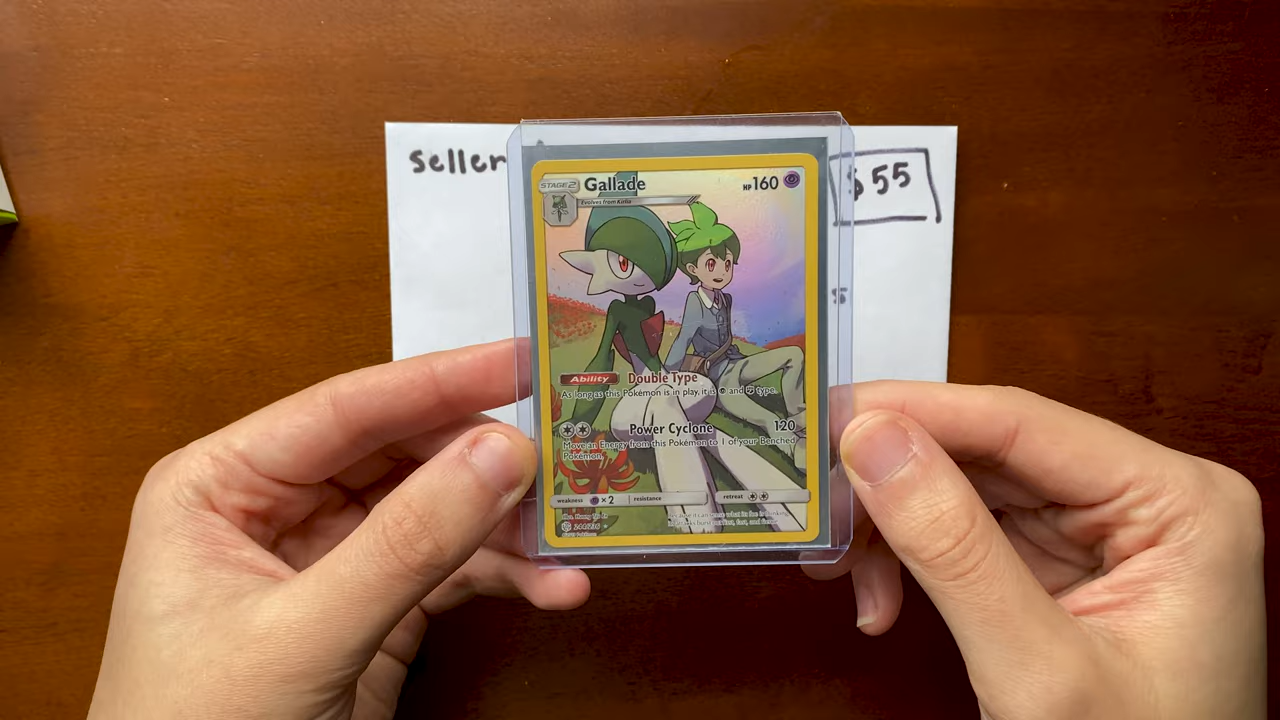 seller
$55
STAGE 2 Gallade HP 160
Evolves from Kirlia
Ability Double Type
As long as this Pokémon is in play, it is and type.
Power Cyclone 120
Move an Energy from this Pokémon to 1 of your Benched
Pokémon.
weakness ×2 resistance retreat